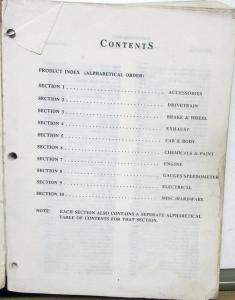 CONTENTS
PRODUCT INDEX (ALPHABETICAL ORDER)
SECTION 1 ACCESSORIES
SECTION 2 DRIVETRAIN
SECTION 3 BRAKE & WHEEL
SECTION 4 EXHAUST
SECTION 5 CAB & BODY
SECTION 6 CHEMICALS & PAINT
SECTION 7 ENGINE
SECTION 8 GAUGES/SPEEDOMETER
SECTION 9 ELECTRICAL
SECTION 10 MISC./HARDWARE
NOTE: EACH SECTION ALSO CONTAINS A SEPERATE ALPHABETICAL
TABLE OF CONTENTS FOR THAT SECTION.